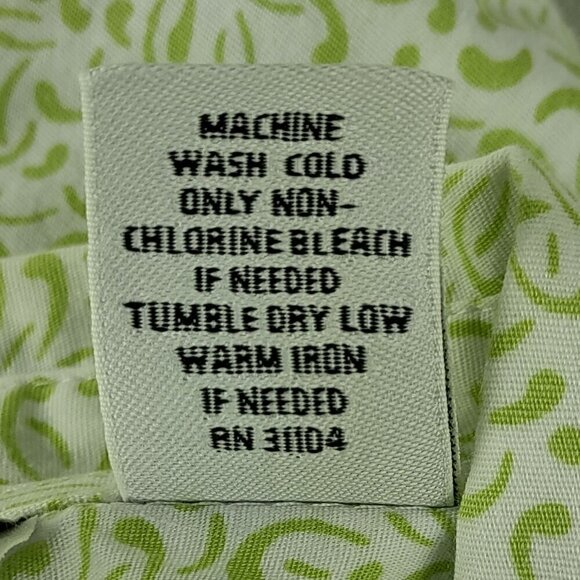 MACHINE
WASH COLD
ONLY NON-
CHLORINE BLEACH
IF NEEDED
TUMBLE DRY LOW
WARM IRON
IF NEEDED
RN 31104